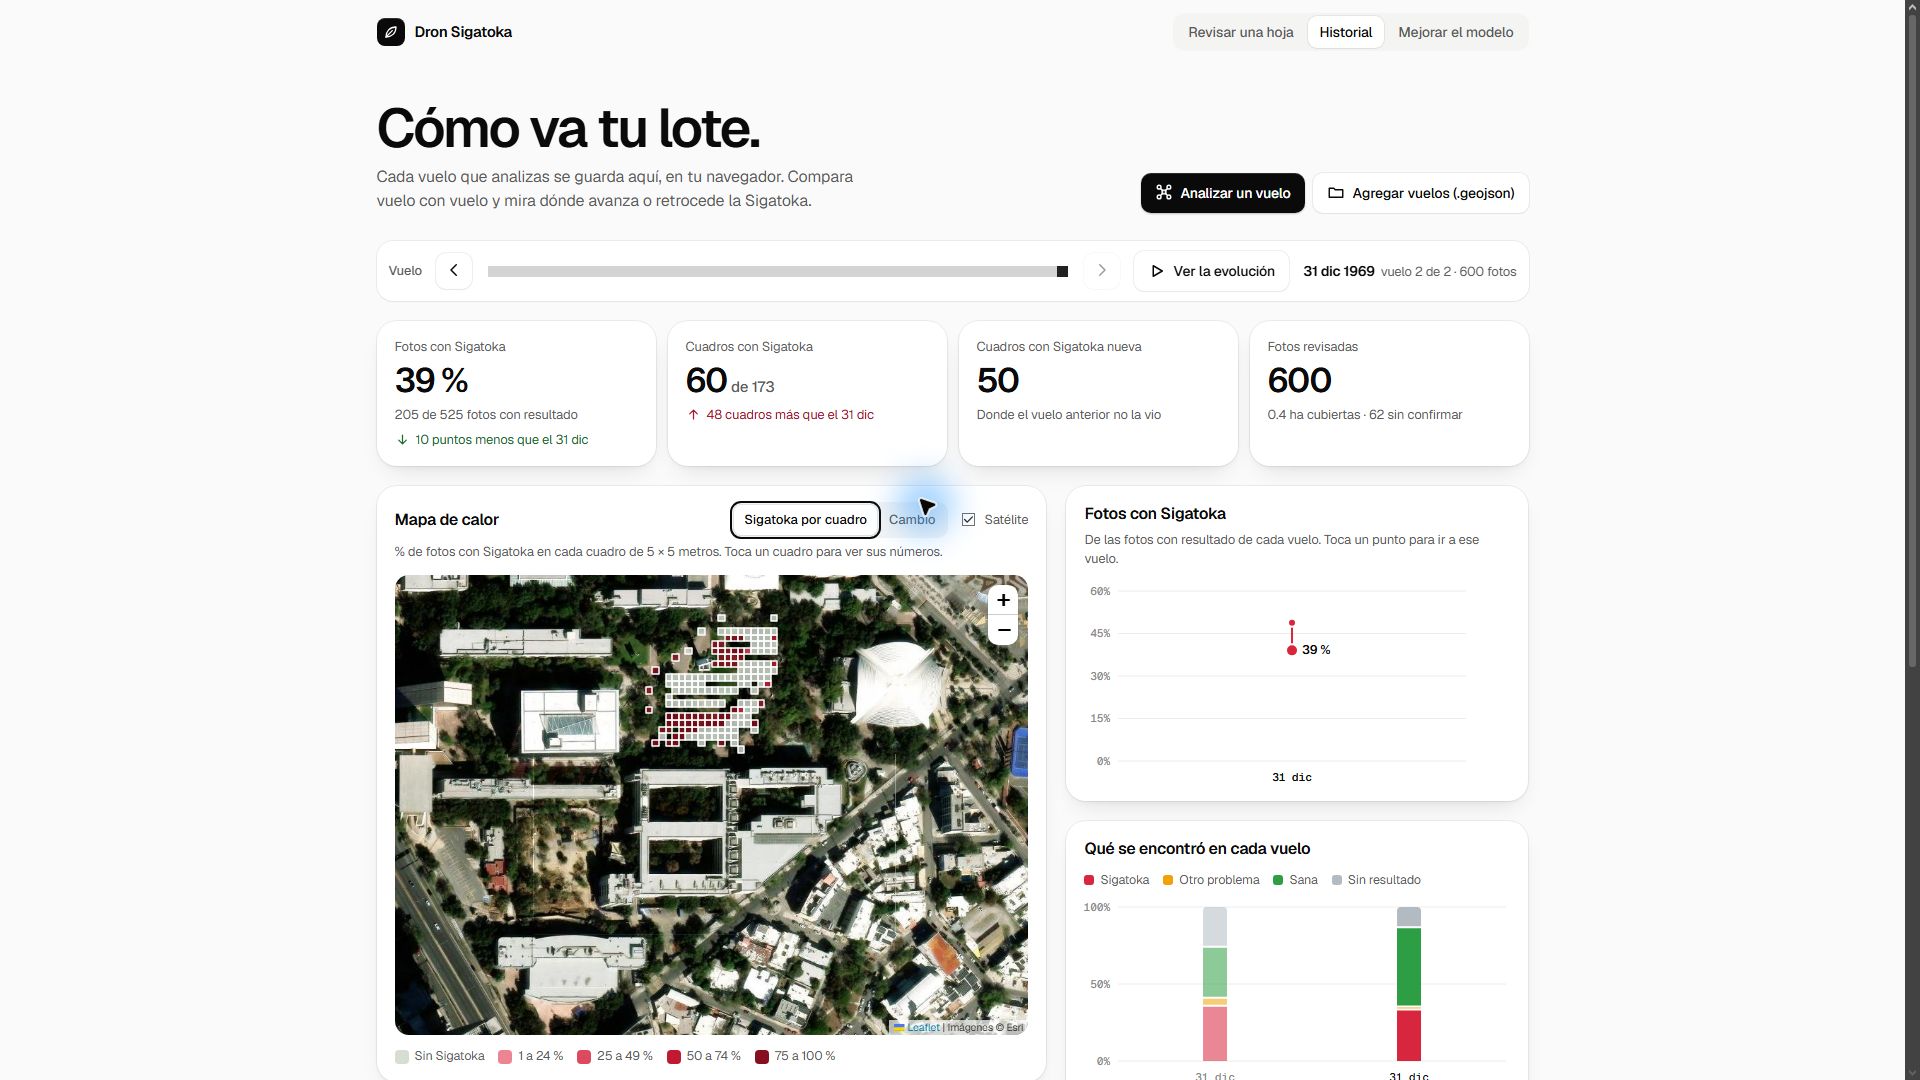 Dron Sigatoka
Revisar una hoja
Historial
Mejorar el modelo
Cómo va tu lote.
Cada vuelo que analizas se guarda aquí, en tu navegador. Compara
vuelo con vuelo y mira dónde avanza o retrocede la Sigatoka.
Analizar un vuelo
Agregar vuelos (.geojson)
Vuelo
Ver la evolución
31 dic 1969 vuelo 2 de 2 · 600 fotos
Fotos con Sigatoka
39 %
205 de 525 fotos con resultado
↓ 10 puntos menos que el 31 dic
Cuadros con Sigatoka
60 de 173
↑ 48 cuadros más que el 31 dic
Cuadros con Sigatoka nueva
50
Donde el vuelo anterior no la vio
Fotos revisadas
600
0.4 ha cubiertas · 62 sin confirmar
Mapa de calor
Sigatoka por cuadro
Cambio
Satélite
% de fotos con Sigatoka en cada cuadro de 5 × 5 metros. Toca un cuadro para ver sus números.
+
−
Leaflet | Imágenes © Esri
Sin Sigatoka
1 a 24 %
25 a 49 %
50 a 74 %
75 a 100 %
Fotos con Sigatoka
De las fotos con resultado de cada vuelo. Toca un punto para ir a ese
vuelo.
60%
45%
39 %
30%
15%
0%
31 dic
Qué se encontró en cada vuelo
Sigatoka
Otro problema
Sana
Sin resultado
100%
50%
0%
31 dic
31 dic